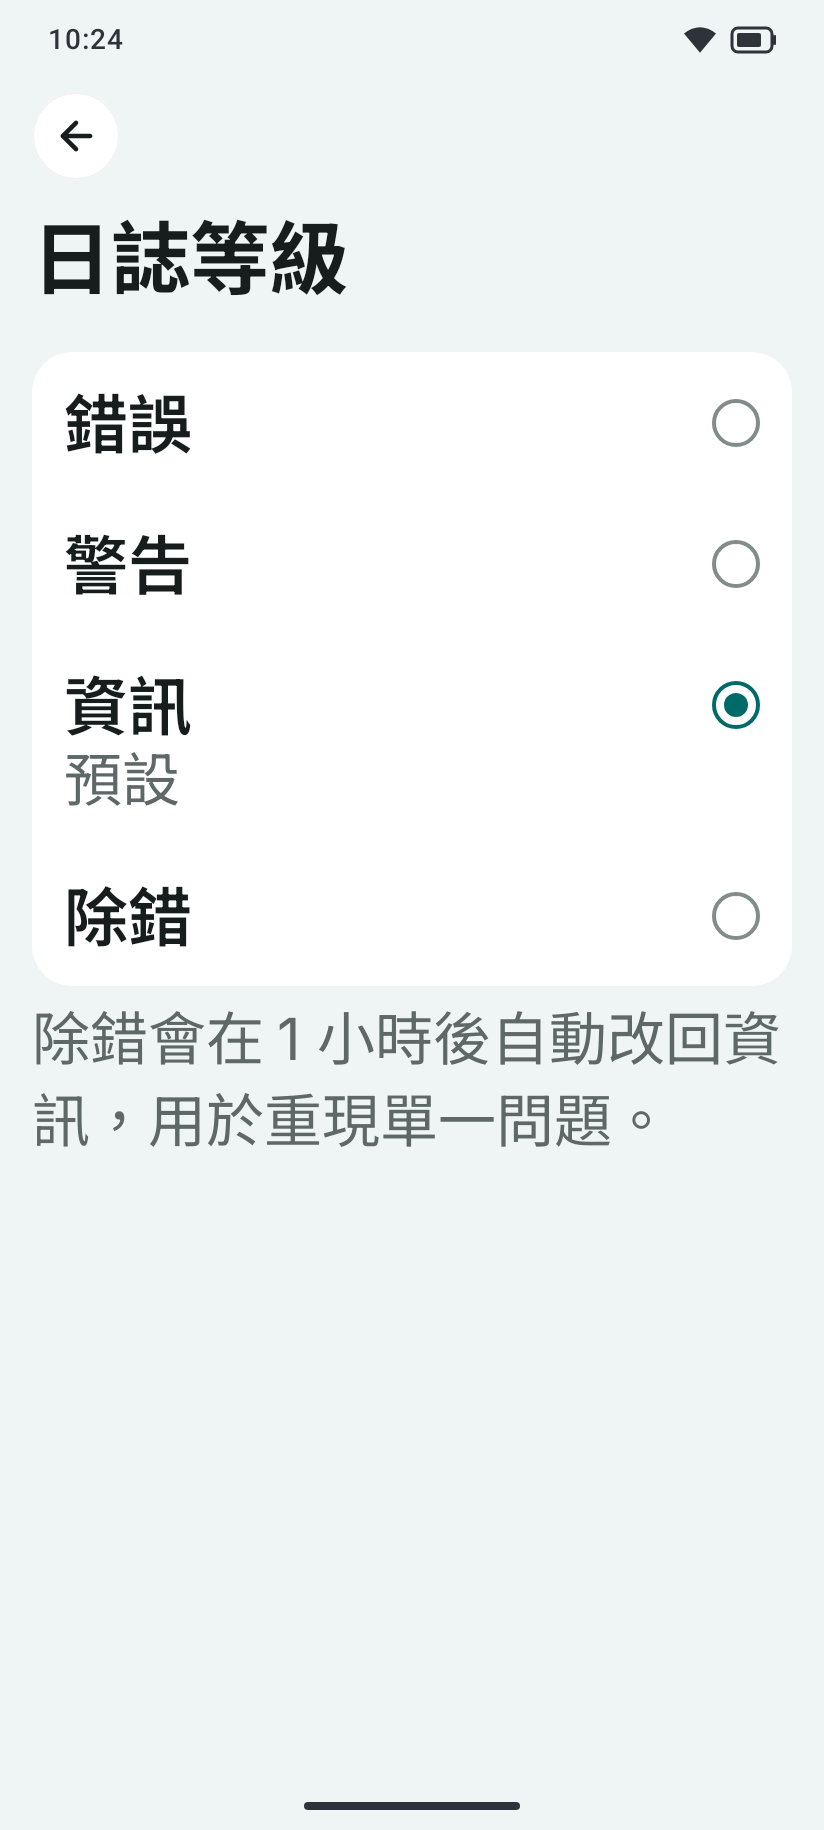 10:24
日誌等級
錯誤
警告
資訊
預設
除錯
除錯會在 1 小時後自動改回資
訊，用於重現單一問題。